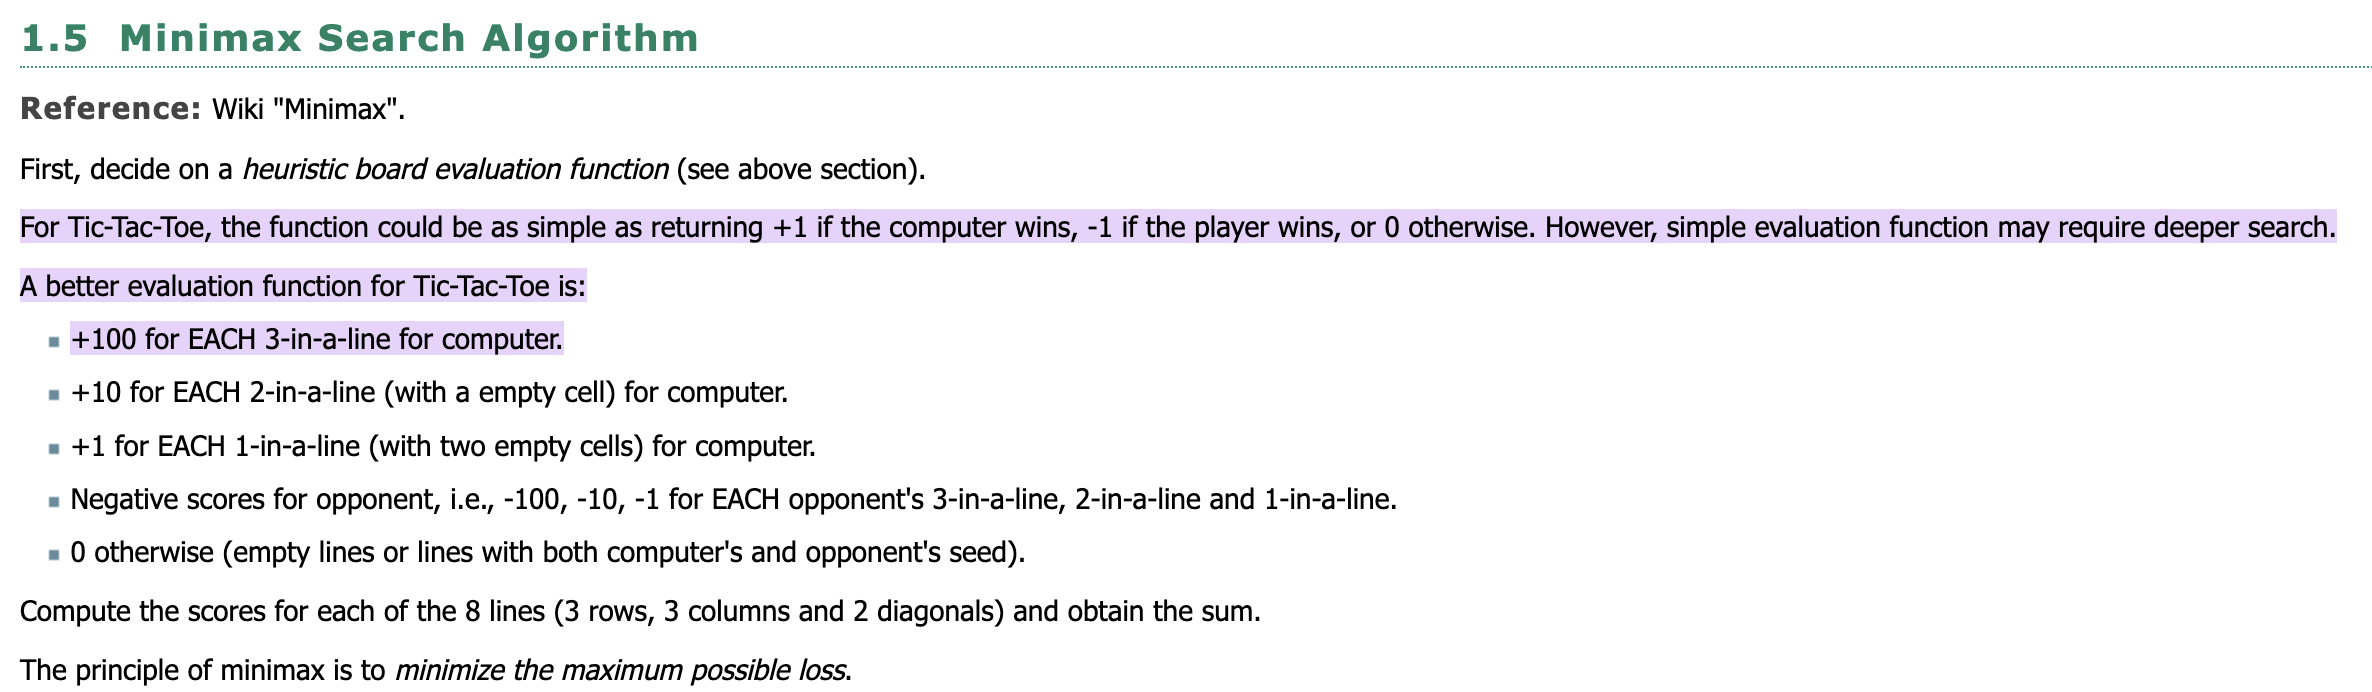 1.5 Minimax Search Algorithm
Reference: Wiki "Minimax".
First, decide on a heuristic board evaluation function (see above section).
For Tic-Tac-Toe, the function could be as simple as returning +1 if the computer wins, -1 if the player wins, or 0 otherwise. However, simple evaluation function may require deeper search.
A better evaluation function for Tic-Tac-Toe is:
▪ +100 for EACH 3-in-a-line for computer.
▪ +10 for EACH 2-in-a-line (with a empty cell) for computer.
▪ +1 for EACH 1-in-a-line (with two empty cells) for computer.
▪ Negative scores for opponent, i.e., -100, -10, -1 for EACH opponent's 3-in-a-line, 2-in-a-line and 1-in-a-line.
▪ 0 otherwise (empty lines or lines with both computer's and opponent's seed).
Compute the scores for each of the 8 lines (3 rows, 3 columns and 2 diagonals) and obtain the sum.
The principle of minimax is to minimize the maximum possible loss.